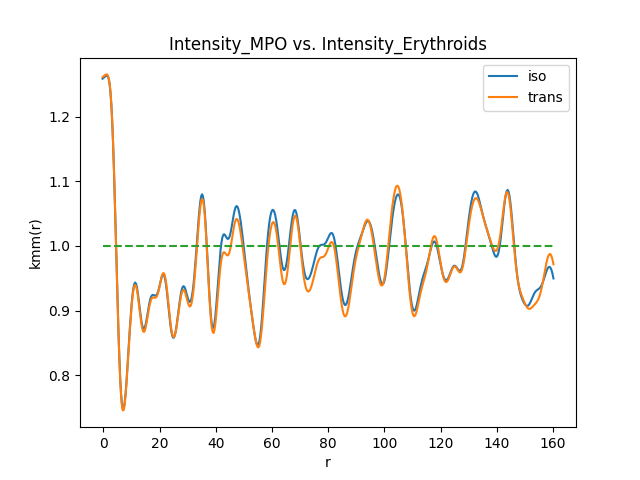 Intensity_MPO vs. Intensity_Erythroids
iso
trans
kmm(r)
1.2
1.1
1.0
0.9
0.8
0 20 40 60 80 100 120 140 160
r